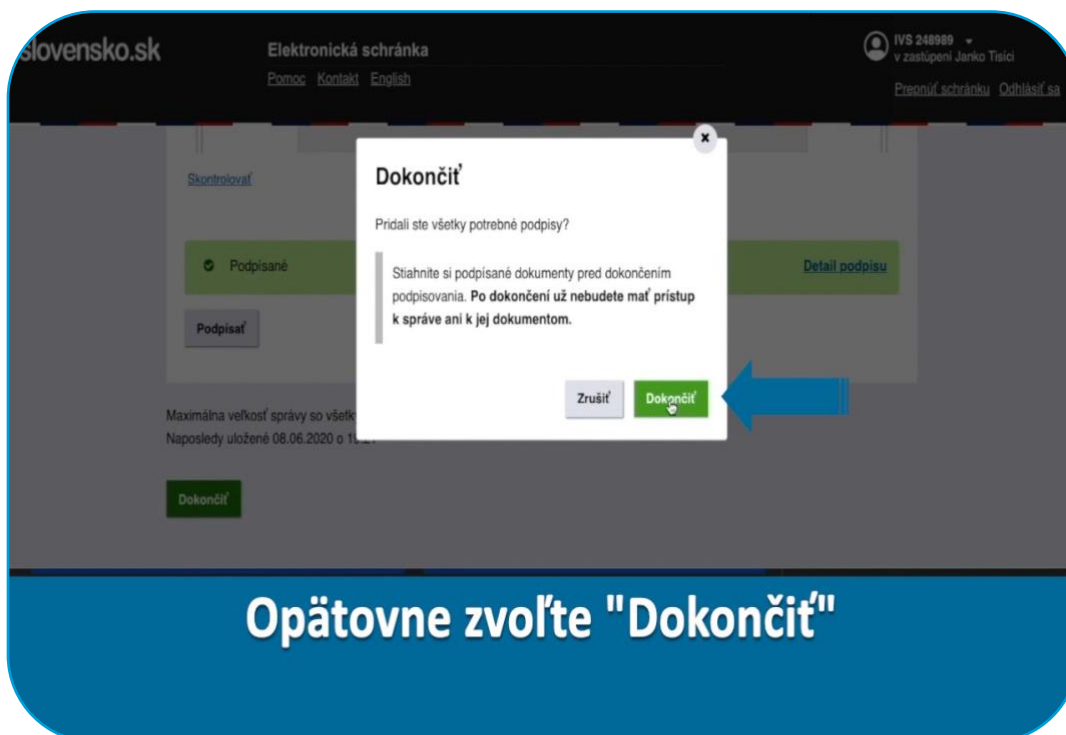 slovensko.sk
Elektronická schránka
Pomoc Kontakt English
IVS 248989
v zastúpení Janko Tisíci
Prepnúť schránku Odhlásiť sa
Skontrolovať
Dokončiť
Pridali ste všetky potrebné podpisy?
Stiahnite si podpísané dokumenty pred dokončením
podpisovania. Po dokončení už nebudete mať prístup
k správe ani k jej dokumentom.
Podpísané
Detail podpisu
Podpísať
Zrušiť Dokončiť
Maximálna veľkosť správy so všetk
Naposledy uložené 08.06.2020 o
Dokončiť
Opätovne zvoľte "Dokončiť"